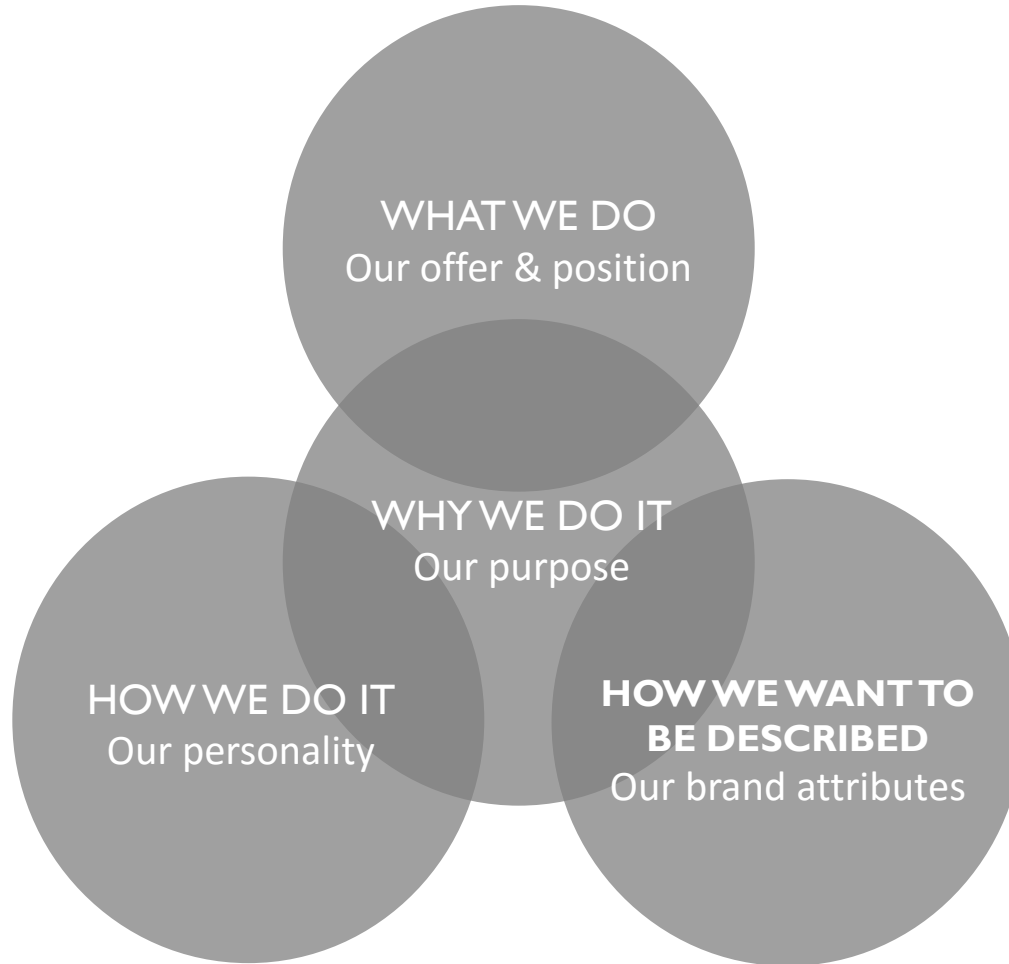 WHAT WE DO
Our offer & position
WHY WE DO IT
Our purpose
HOW WE DO IT
Our personality
HOW WE WANT TO
BE DESCRIBED
Our brand attributes